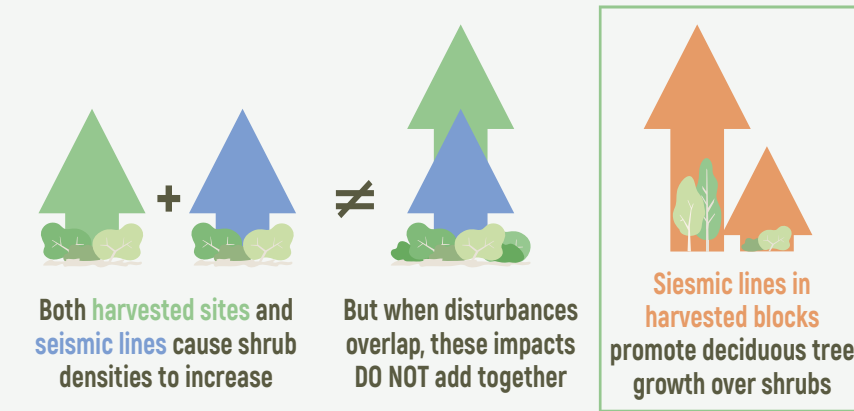 +
≠
Both harvested sites and
seismic lines cause shrub
densities to increase
But when disturbances
overlap, these impacts
DO NOT add together
Siesmic lines in
harvested blocks
promote deciduous tree
growth over shrubs